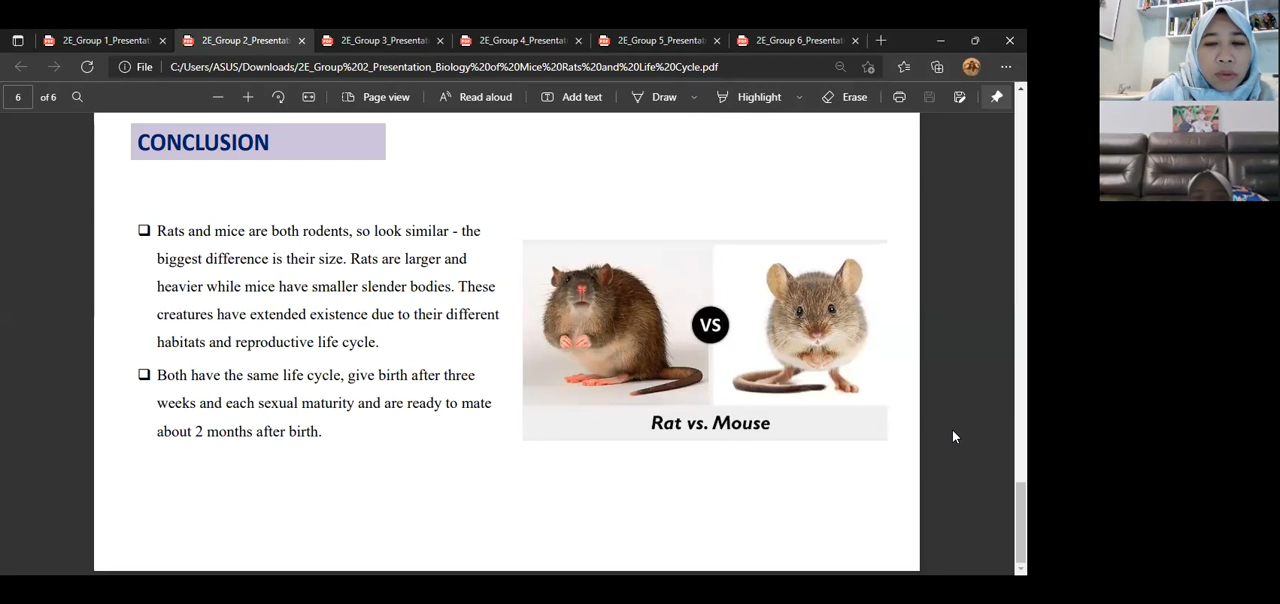 2E_Group 1_Presentati
2E_Group 2_Presentati
2E_Group 3_Presentati
2E_Group 4_Presentati
2E_Group 5_Presentati
2E_Group 6_Presentati
File
C:/Users/ASUS/Downloads/2E_Group%202_Presentation_Biology%20of%20Mice%20Rats%20and%20Life%20Cycle.pdf
6 of 6
Page view
Read aloud
Add text
Draw
Highlight
Erase
CONCLUSION
Rats and mice are both rodents, so look similar - the
biggest difference is their size. Rats are larger and
heavier while mice have smaller slender bodies. These
creatures have extended existence due to their different
habitats and reproductive life cycle.
Both have the same life cycle, give birth after three
weeks and each sexual maturity and are ready to mate
about 2 months after birth.
VS
Rat vs. Mouse